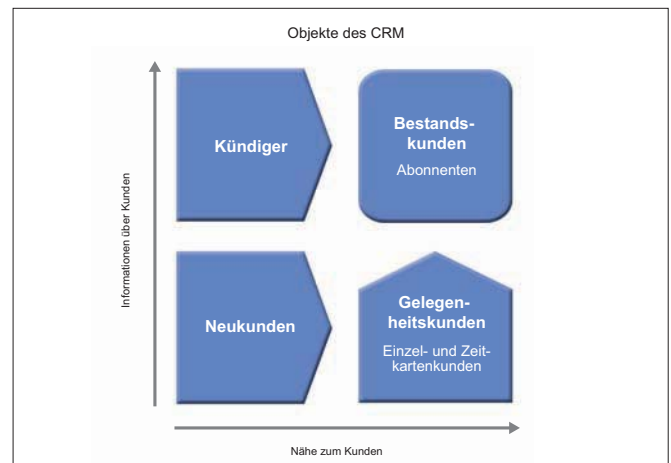 Objekte des CRM
Informationen über Kunden
Kündiger
Bestands-
kunden
Abonnenten
Neukunden
Gelegen-
heitskunden
Einzel- und Zeit-
kartenkunden
Nähe zum Kunden